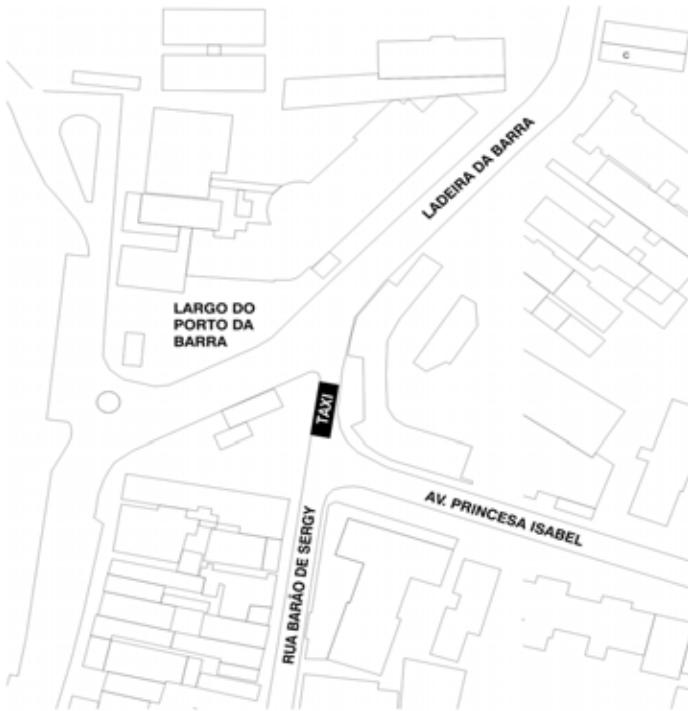 C
LADEIRA DA BARRA
LARGO DO
PORTO DA
BARRA
TAXI
AV. PRINCESA ISABEL
RUA BARÃO DE SERGY